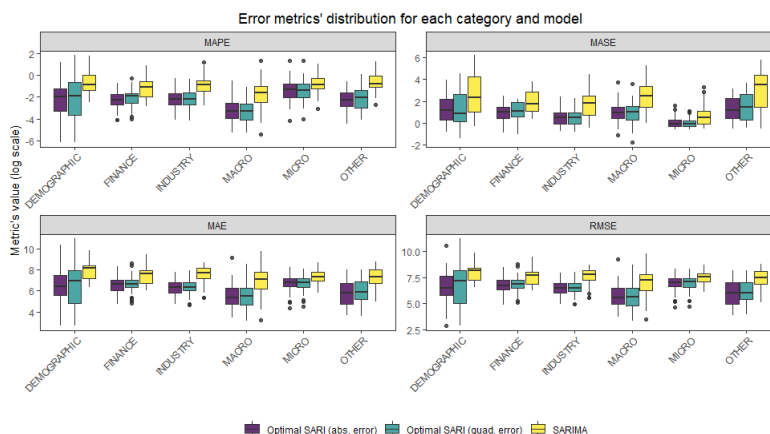 Error metrics' distribution for each category and model
MAPE
MASE
2
0
-2
-4
-6
6
4
2
0
-2
DEMOGRAPHIC
FINANCE
INDUSTRY
MACRO
MICRO
OTHER
DEMOGRAPHIC
FINANCE
INDUSTRY
MACRO
MICRO
OTHER
Metric's value (log scale)
MAE
RMSE
10
8
6
4
10.0
7.5
5.0
2.5
DEMOGRAPHIC
FINANCE
INDUSTRY
MACRO
MICRO
OTHER
DEMOGRAPHIC
FINANCE
INDUSTRY
MACRO
MICRO
OTHER
Optimal SARI (abs. error) Optimal SARI (quad. error) SARIMA